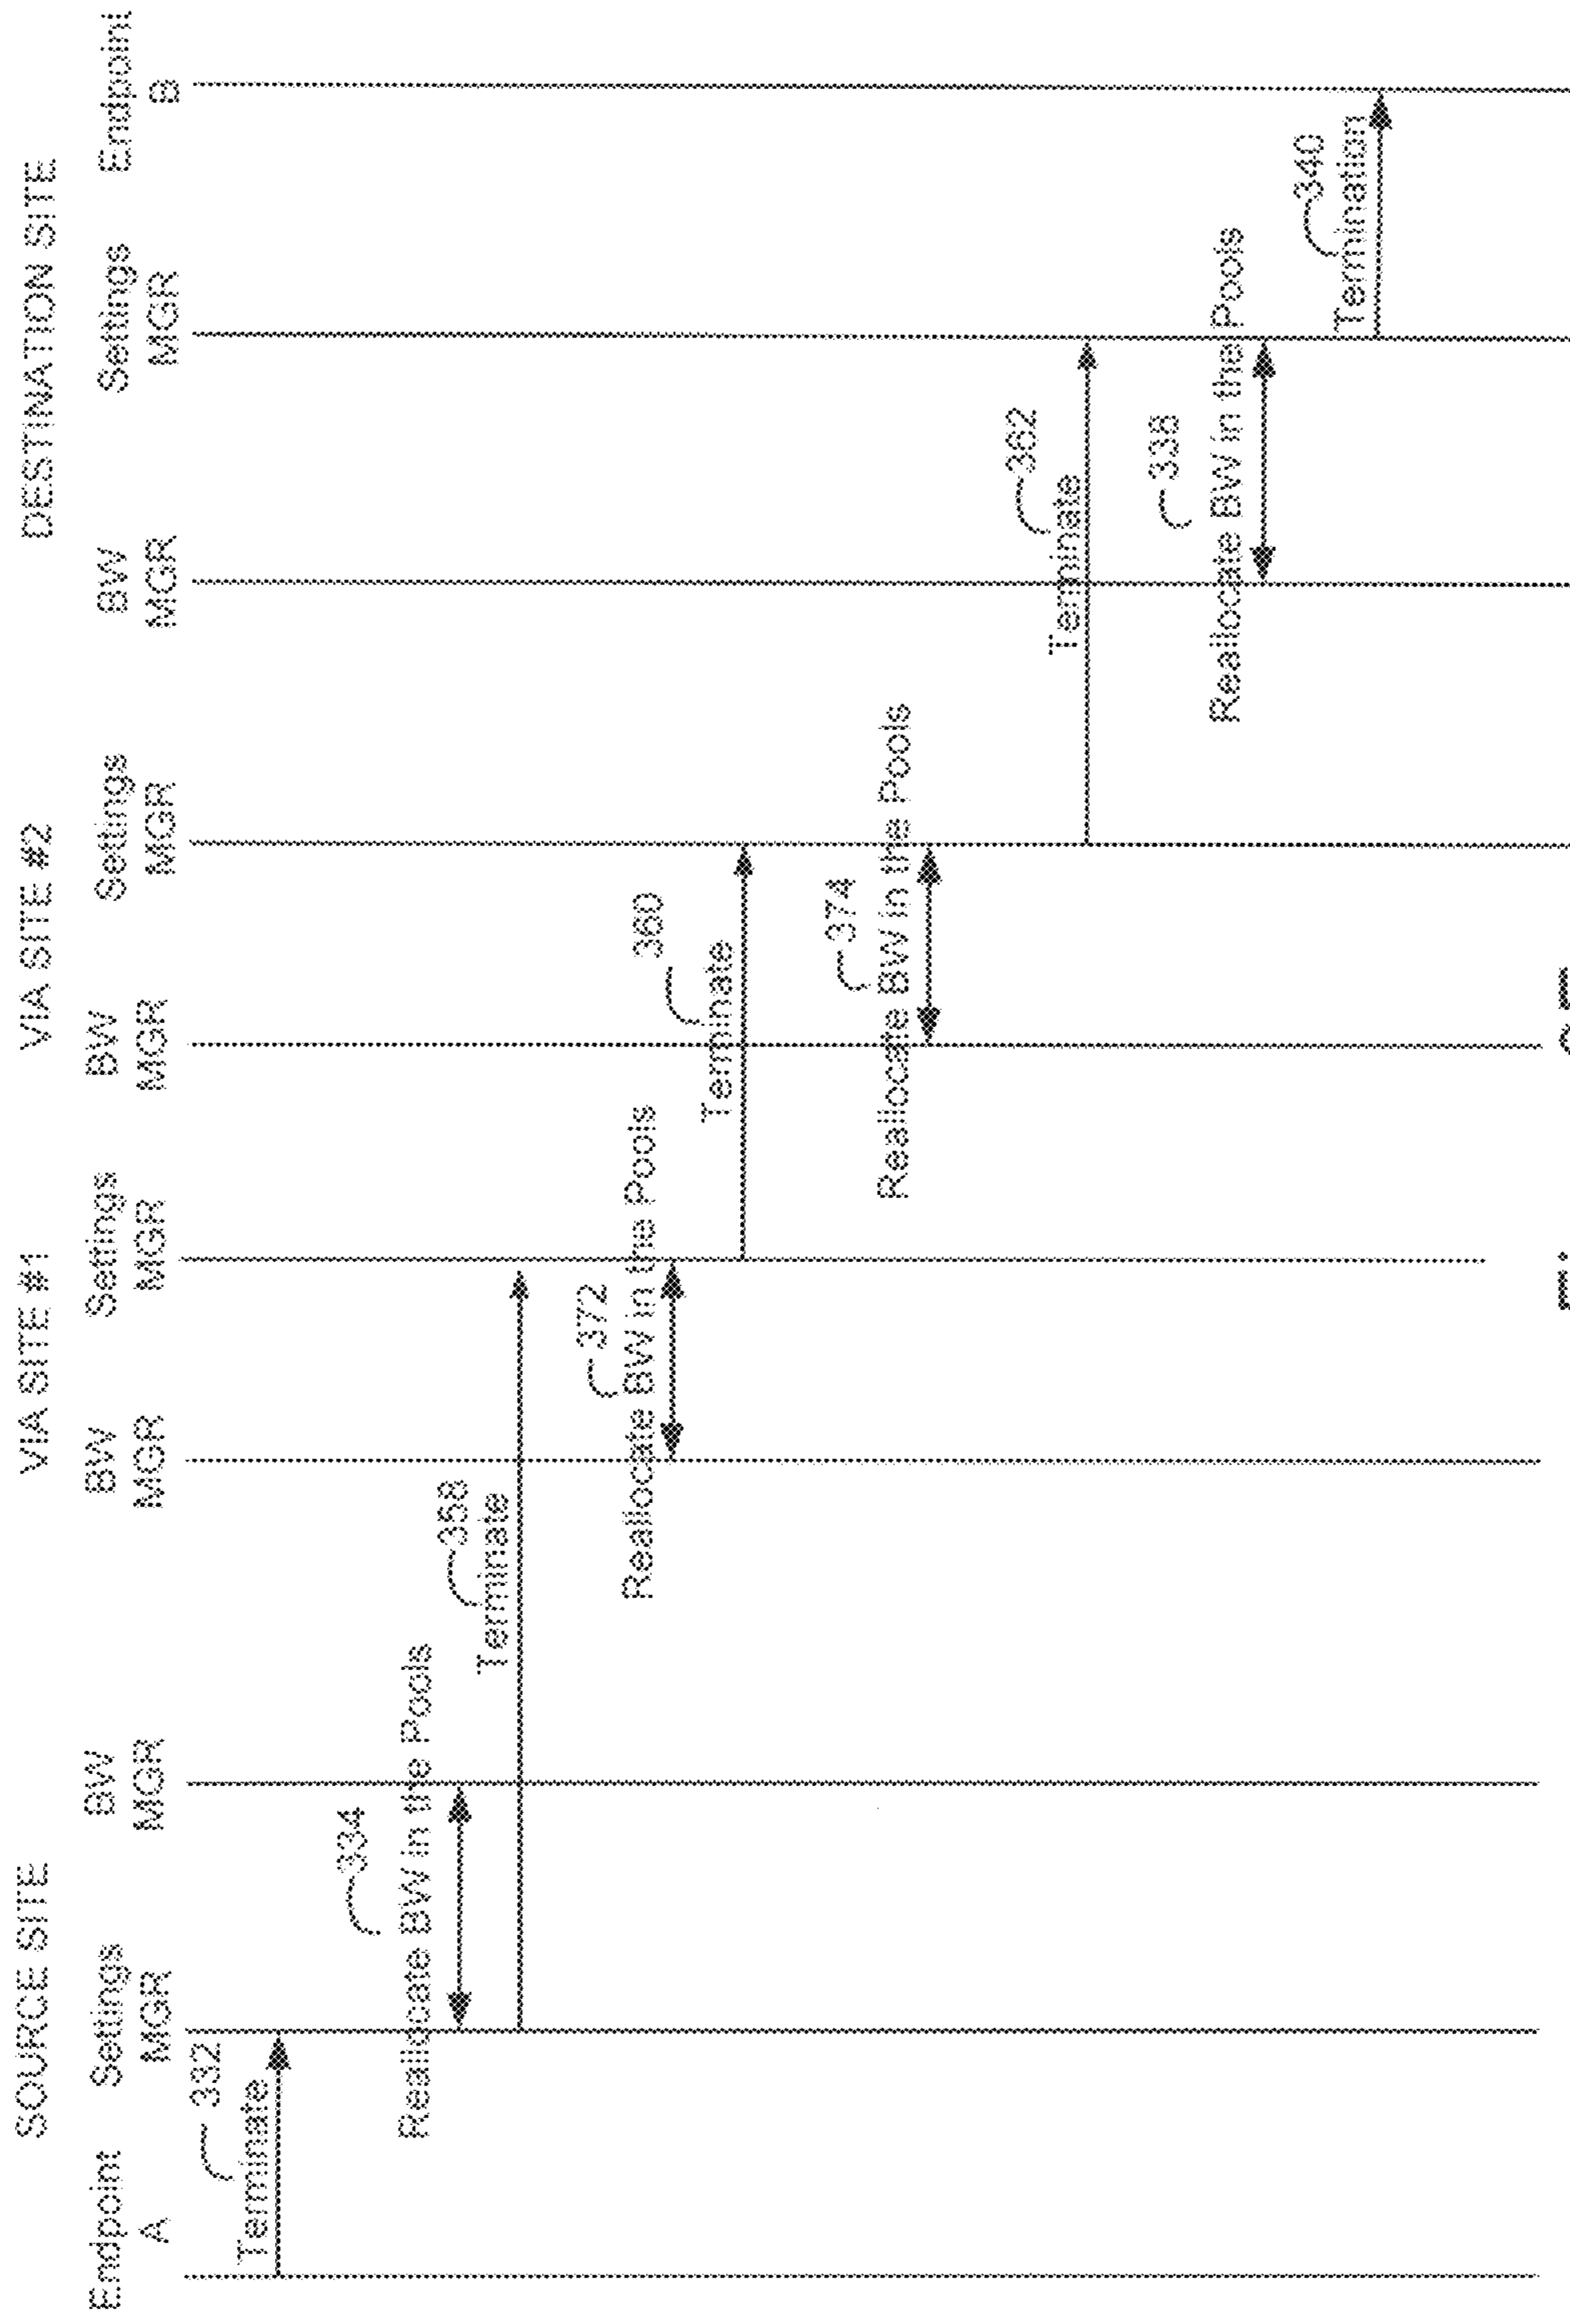 SOURCE SITE
VIA SITE #1
VIA SITE #2
DESTINATION SITE
Endpoint
A
Settings
MGR
BW
MGR
BW
MGR
Settings
MGR
BW
MGR
Settings
MGR
BW
MGR
Settings
MGR
Endpoint
B
332
Terminate
334
Reallocate BW in the Pools
358
Terminate
372
Reallocate BW in the Pools
360
Terminate
374
Reallocate BW in the Pools
362
Terminate
338
Reallocate BW in the Pools
340
Termination